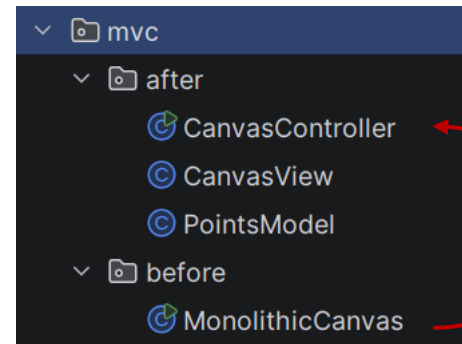 mvc
after
CanvasController
CanvasView
PointsModel
before
MonolithicCanvas